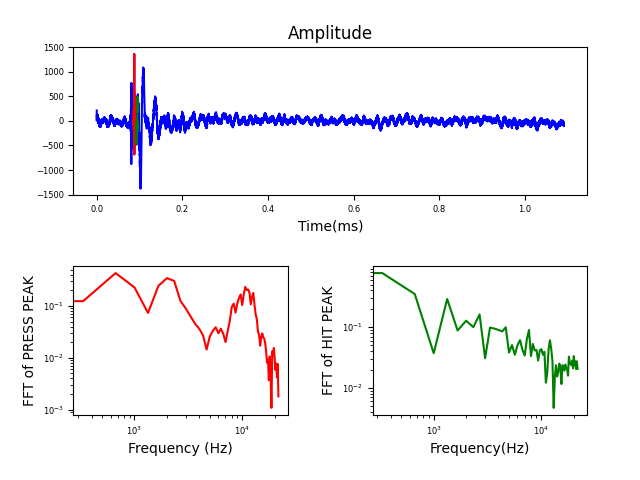 Amplitude
1500
1000
500
0
−500
−1000
−1500
0.0 0.2 0.4 0.6 0.8 1.0
Time(ms)
FFT of PRESS PEAK
10⁻¹
10⁻²
10⁻³
10³ 10⁴
Frequency (Hz)
FFT of HIT PEAK
10⁻¹
10⁻²
10³ 10⁴
Frequency(Hz)